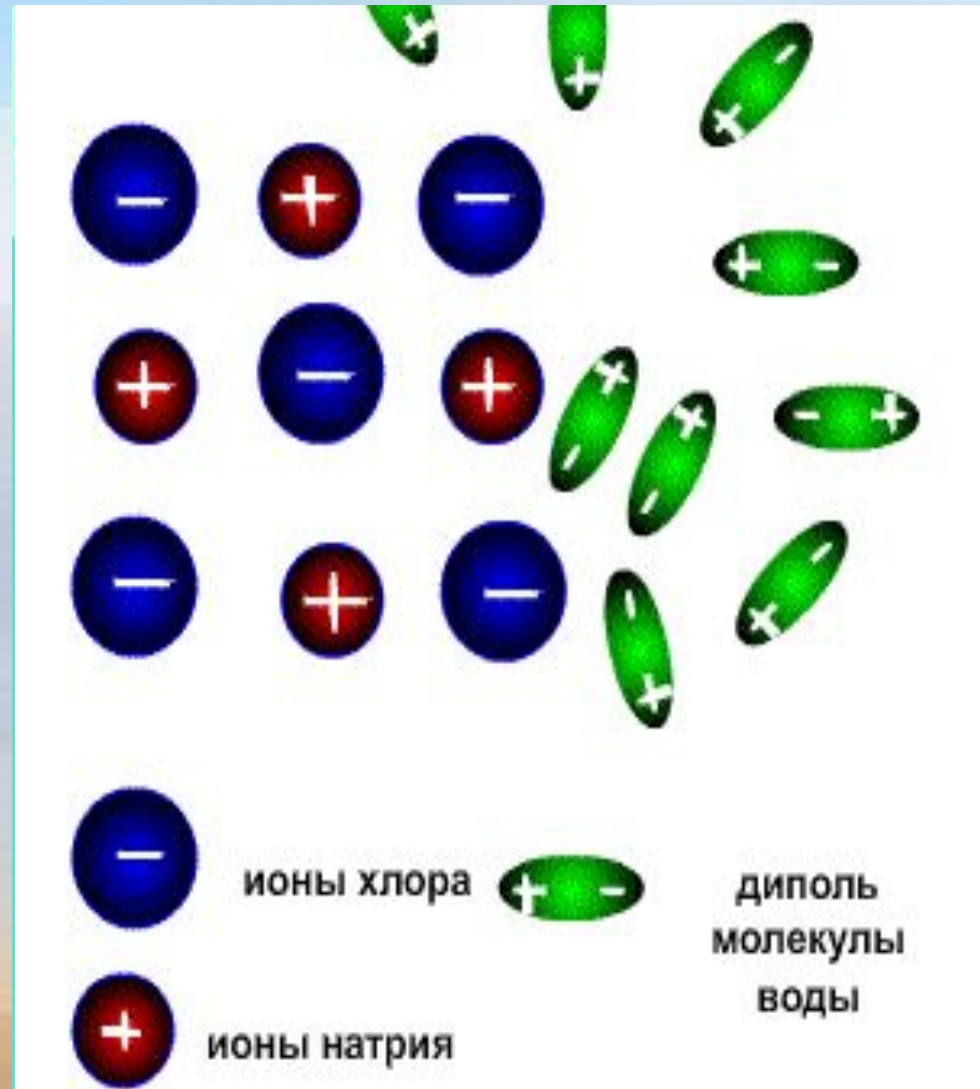 ионы хлора
диполь
молекулы
воды
ионы натрия